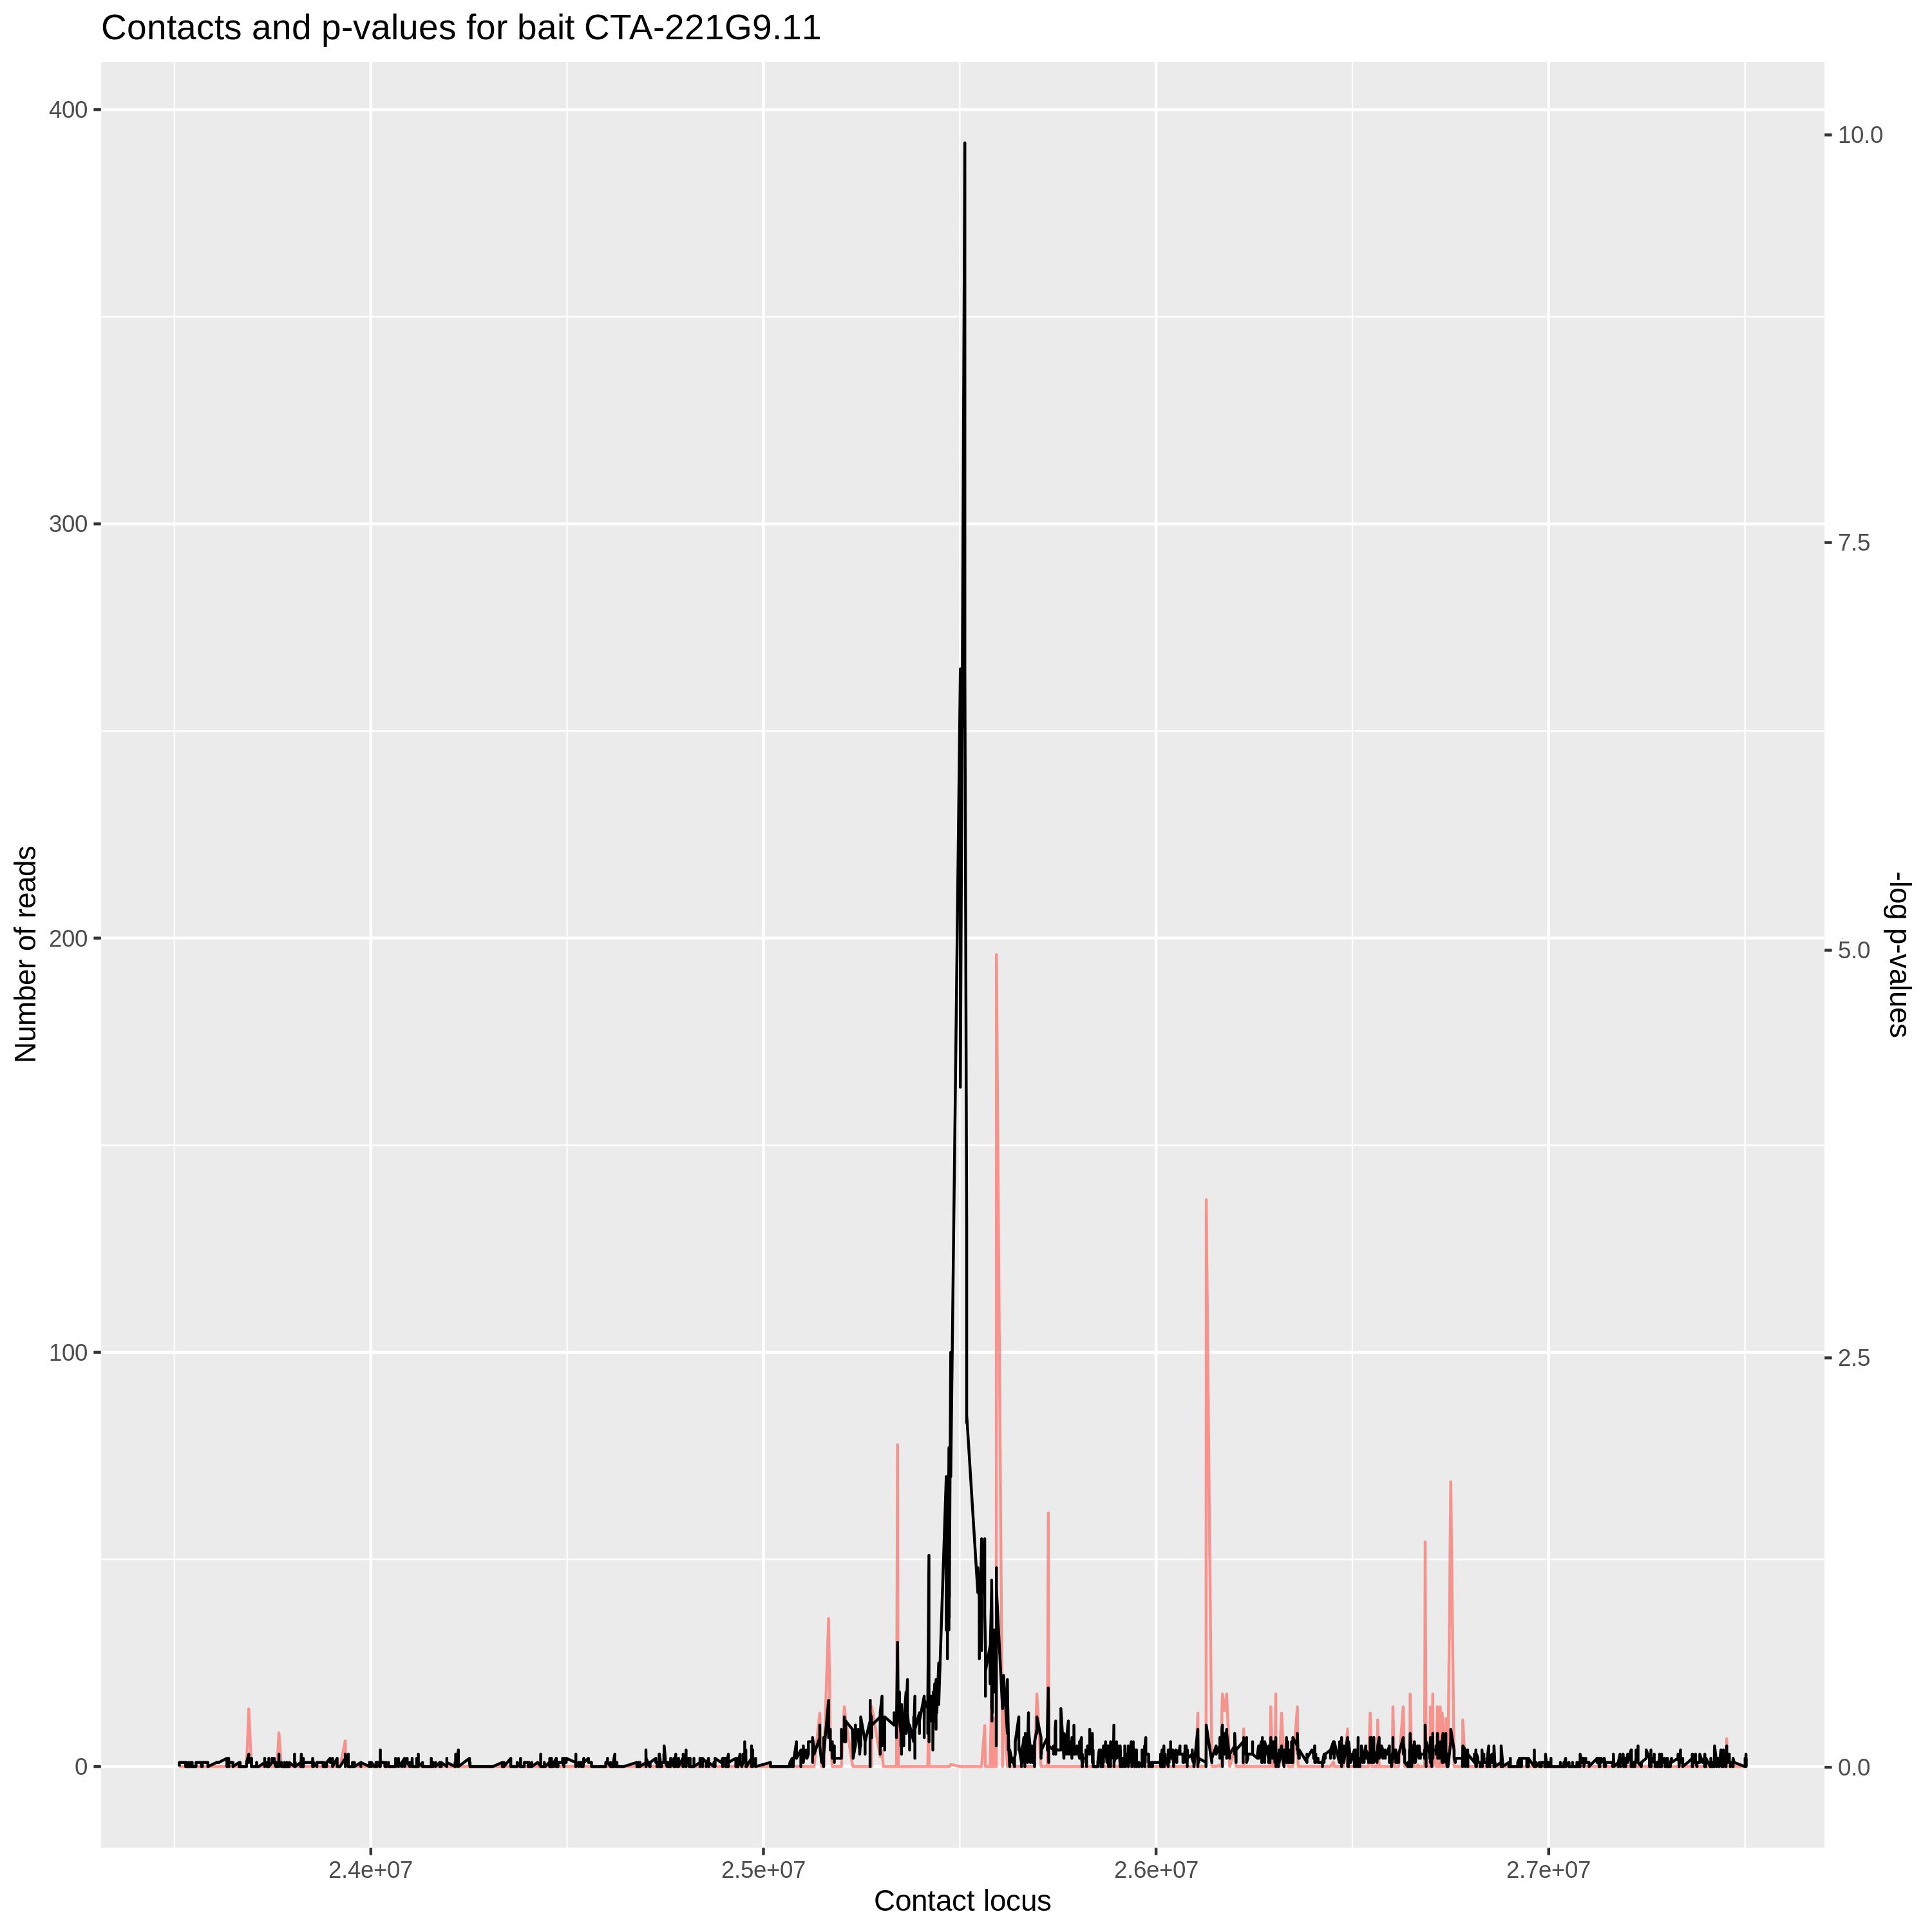 Contacts and p-values for bait CTA-221G9.11
400
300
200
100
0
10.0
7.5
5.0
2.5
0.0
Number of reads
-log p-values
2.4e+07
2.5e+07
2.6e+07
2.7e+07
Contact locus